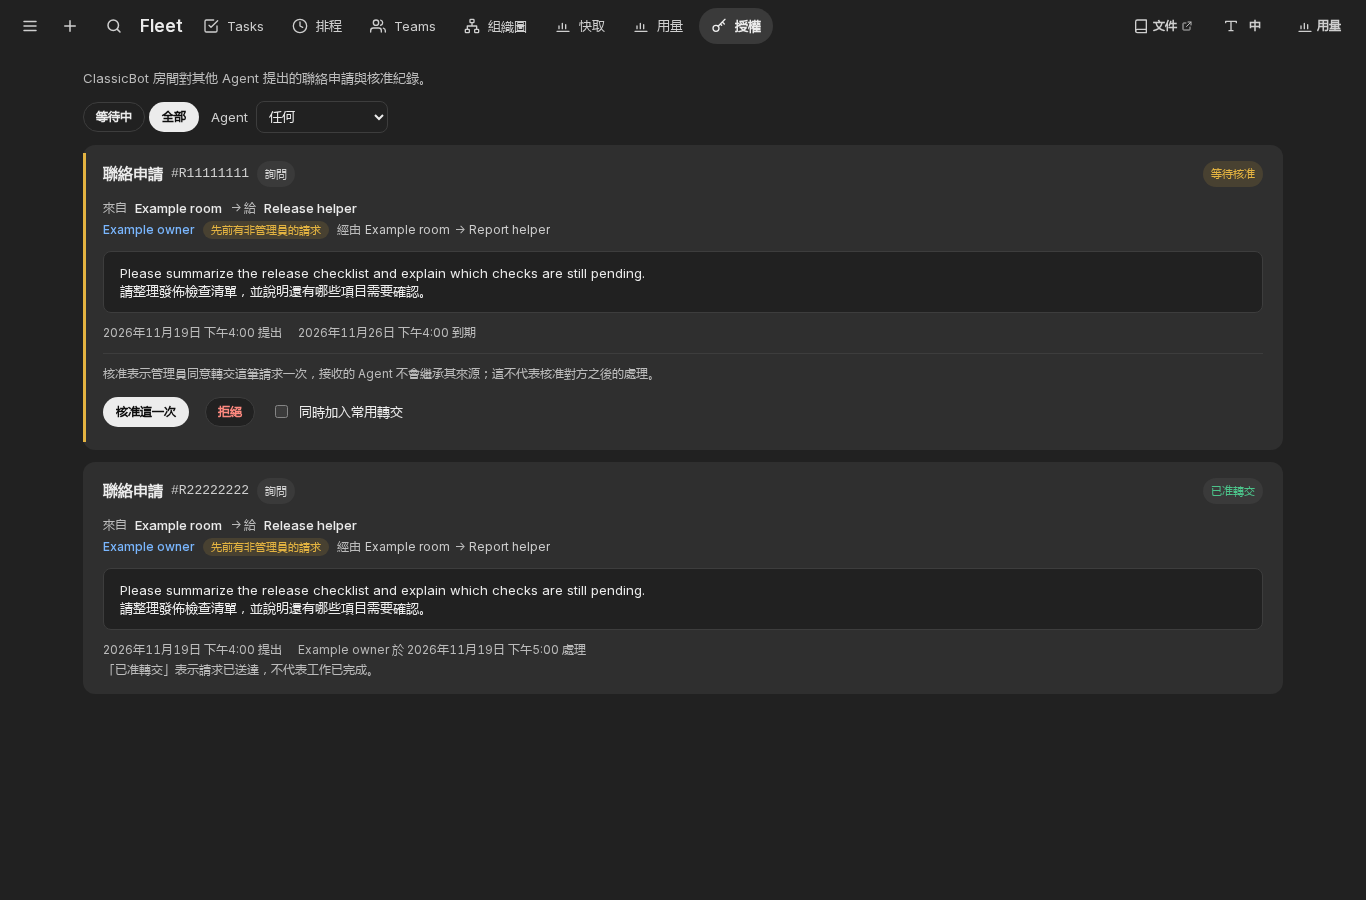 Fleet Tasks 排程 Teams 組織圖 快取 用量 授權 文件 中 用量
ClassicBot 房間對其他 Agent 提出的聯絡申請與核准紀錄。
等待中 全部 Agent 任何
聯絡申請 #R11111111 詢問 等待核准
來自 Example room → 給 Release helper
Example owner 先前有非管理員的請求 經由 Example room → Report helper
Please summarize the release checklist and explain which checks are still pending.
請整理發佈檢查清單，並說明還有哪些項目需要確認。
2026年11月19日 下午4:00 提出 2026年11月26日 下午4:00 到期
核准表示管理員同意轉交這筆請求一次，接收的 Agent 不會繼承其來源；這不代表核准對方之後的處理。
核准這一次 拒絕 同時加入常用轉交
聯絡申請 #R22222222 詢問 已准轉交
來自 Example room → 給 Release helper
Example owner 先前有非管理員的請求 經由 Example room → Report helper
Please summarize the release checklist and explain which checks are still pending.
請整理發佈檢查清單，並說明還有哪些項目需要確認。
2026年11月19日 下午4:00 提出 Example owner 於 2026年11月19日 下午5:00 處理
「已准轉交」表示請求已送達，不代表工作已完成。